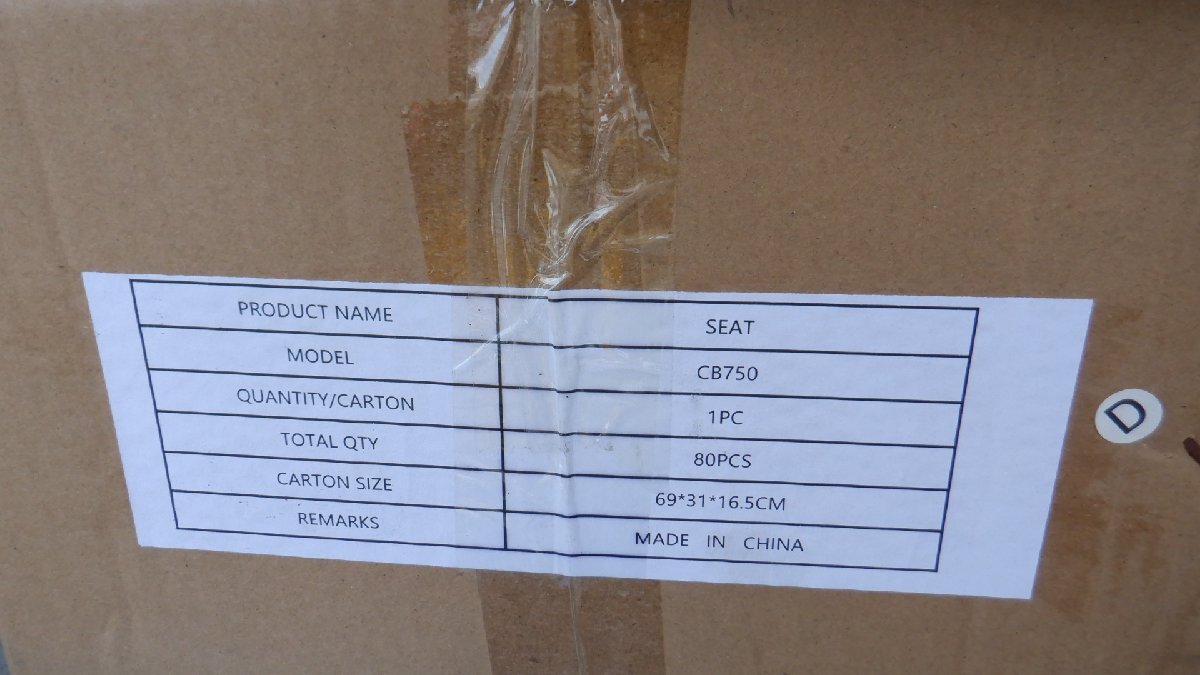 PRODUCT NAME SEAT
MODEL CB750
QUANTITY/CARTON 1PC
TOTAL QTY 80PCS
CARTON SIZE 69*31*16.5CM
REMARKS MADE IN CHINA
D